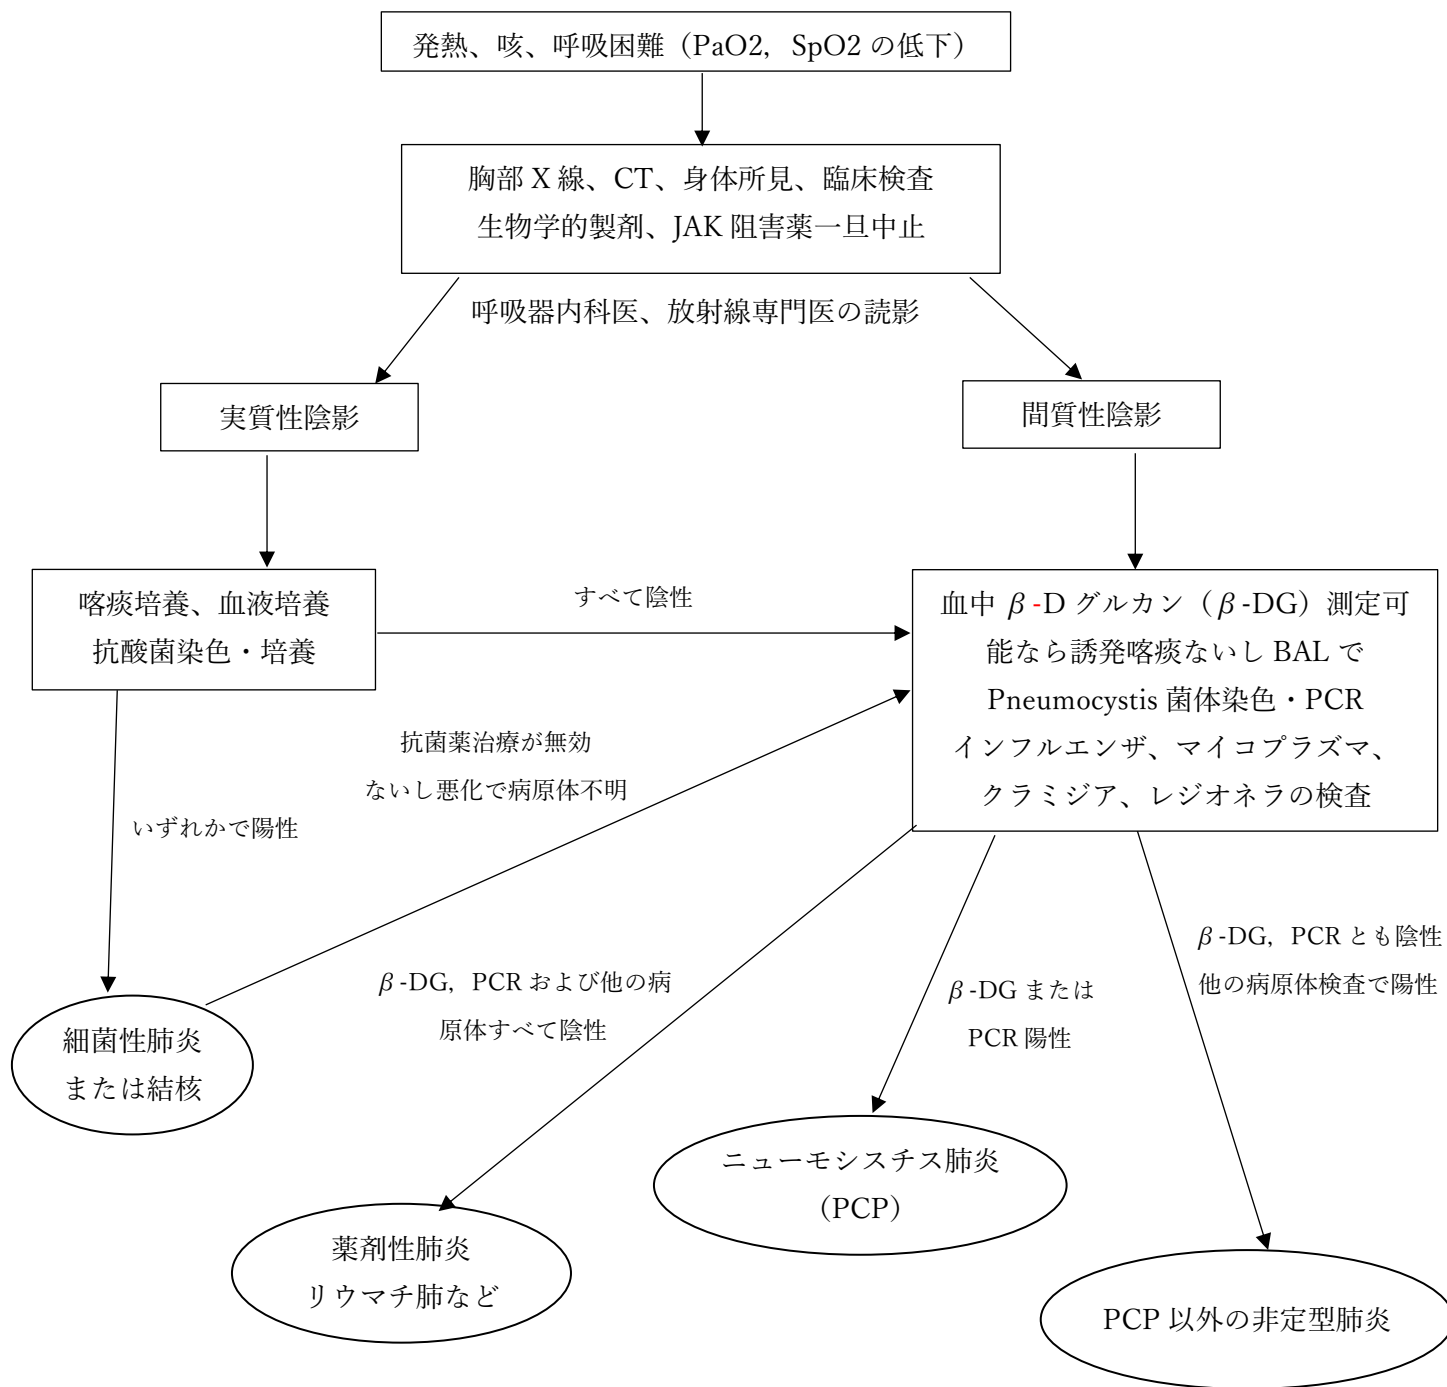 発熱、咳、呼吸困難（PaO2，SpO2 の低下）
胸部 X 線、CT、身体所見、臨床検査
生物学的製剤、JAK 阻害薬一旦中止
呼吸器内科医、放射線専門医の読影
実質性陰影
間質性陰影
喀痰培養、血液培養
抗酸菌染色・培養
すべて陰性
血中 β-D グルカン（β-DG）測定可
能なら誘発喀痰ないし BAL で
Pneumocystis 菌体染色・PCR
インフルエンザ、マイコプラズマ、
クラミジア、レジオネラの検査
抗菌薬治療が無効
ないし悪化で病原体不明
いずれかで陽性
β-DG，PCR とも陰性
他の病原体検査で陽性
β-DG，PCR および他の病
原体すべて陰性
β-DG または
PCR 陽性
細菌性肺炎
または結核
ニューモシスチス肺炎
（PCP）
薬剤性肺炎
リウマチ肺など
PCP 以外の非定型肺炎